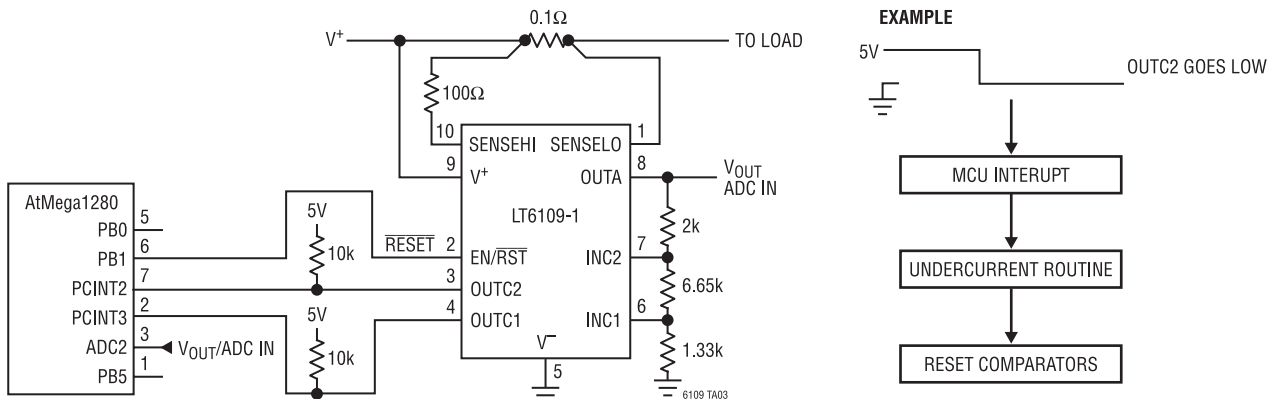 0.1Ω
V+
TO LOAD
100Ω
10
SENSEHI
SENSELO
1
9
V+
OUTA
8
VOUT
ADC IN
LT6109-1
2k
AtMega1280
PB0
5
PB1
6
PCINT2
7
PCINT3
2
ADC2
3
VOUT/ADC IN
PB5
1
5V
10k
RESET
2
EN/RST
INC2
7
3
OUTC2
6.65k
5V
10k
4
OUTC1
INC1
6
V−
5
1.33k
6109 TA03
EXAMPLE
5V
OUTC2 GOES LOW
MCU INTERUPT
UNDERCURRENT ROUTINE
RESET COMPARATORS